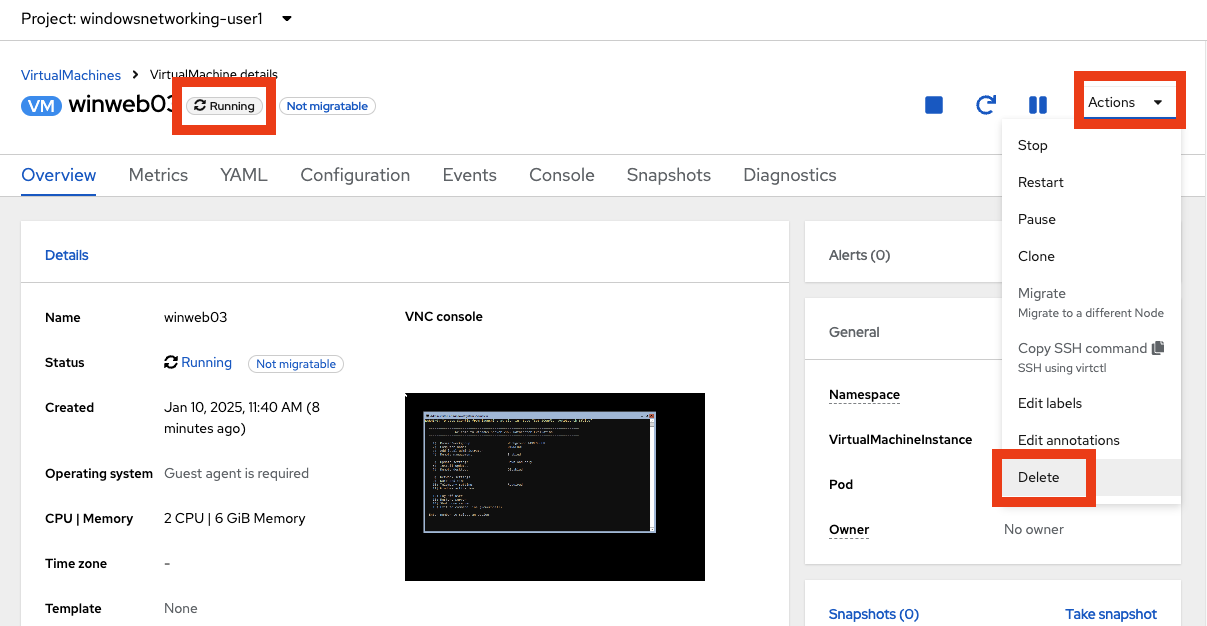 Project: windowsnetworking-user1
VirtualMachines > VirtualMachine details
VM winweb03 Running Not migratable
Actions
Stop
Restart
Pause
Clone
Migrate
Migrate to a different Node
Copy SSH command
SSH using virtctl
Edit labels
Edit annotations
Delete
Overview Metrics YAML Configuration Events Console Snapshots Diagnostics
Details
Name winweb03
Status Running Not migratable
Created Jan 10, 2025, 11:40 AM (8
minutes ago)
Operating system Guest agent is required
CPU | Memory 2 CPU | 6 GiB Memory
Time zone -
Template None
VNC console
Alerts (0)
General
Namespace
VirtualMachineInstance
Pod
Owner No owner
Snapshots (0) Take snapshot